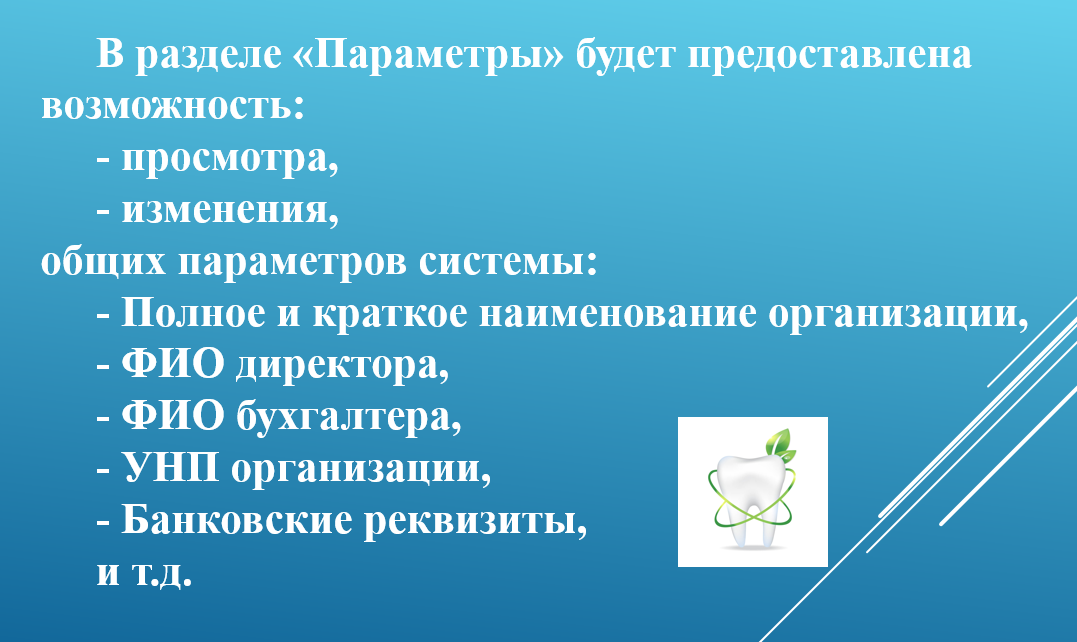 В разделе «Параметры» будет предоставлена
возможность:
- просмотра,
- изменения,
общих параметров системы:
- Полное и краткое наименование организации,
- ФИО директора,
- ФИО бухгалтера,
- УНП организации,
- Банковские реквизиты,
и т.д.